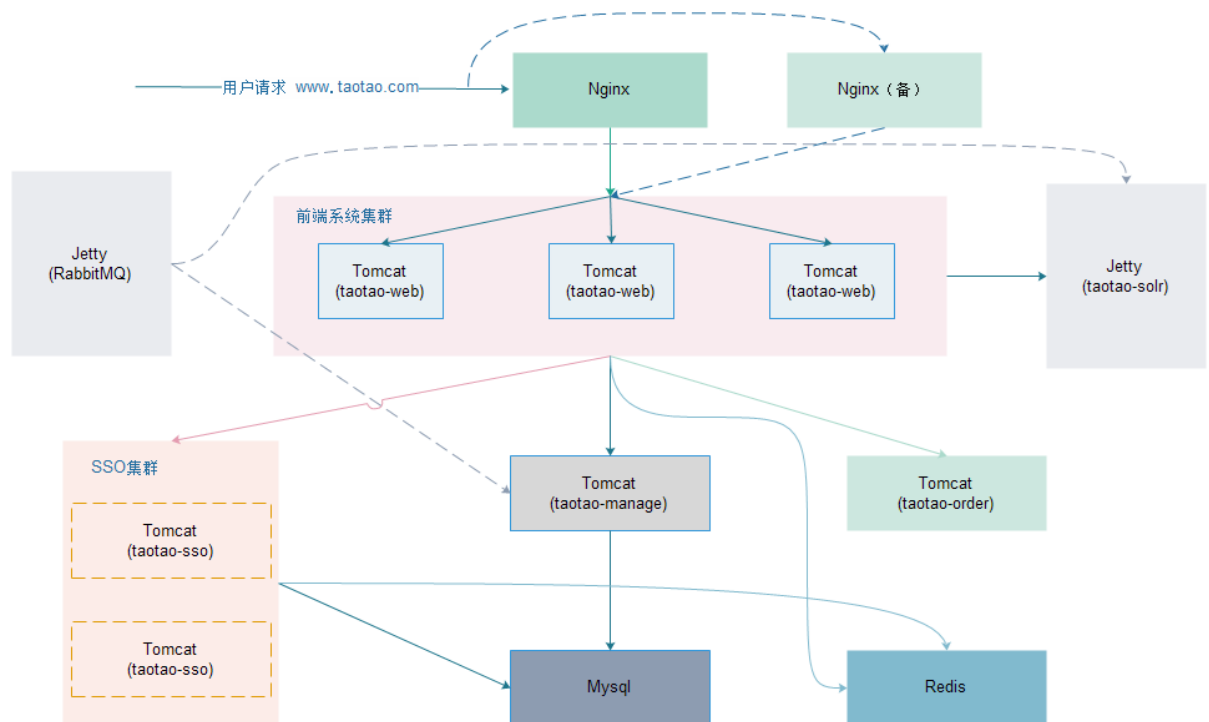 用户请求 www.taotao.com
Nginx
Nginx（备）
前端系统集群
Jetty
(RabbitMQ)
Tomcat
(taotao-web)
Tomcat
(taotao-web)
Tomcat
(taotao-web)
Jetty
(taotao-solr)
SSO集群
Tomcat
(taotao-sso)
Tomcat
(taotao-manage)
Tomcat
(taotao-order)
Tomcat
(taotao-sso)
Mysql
Redis